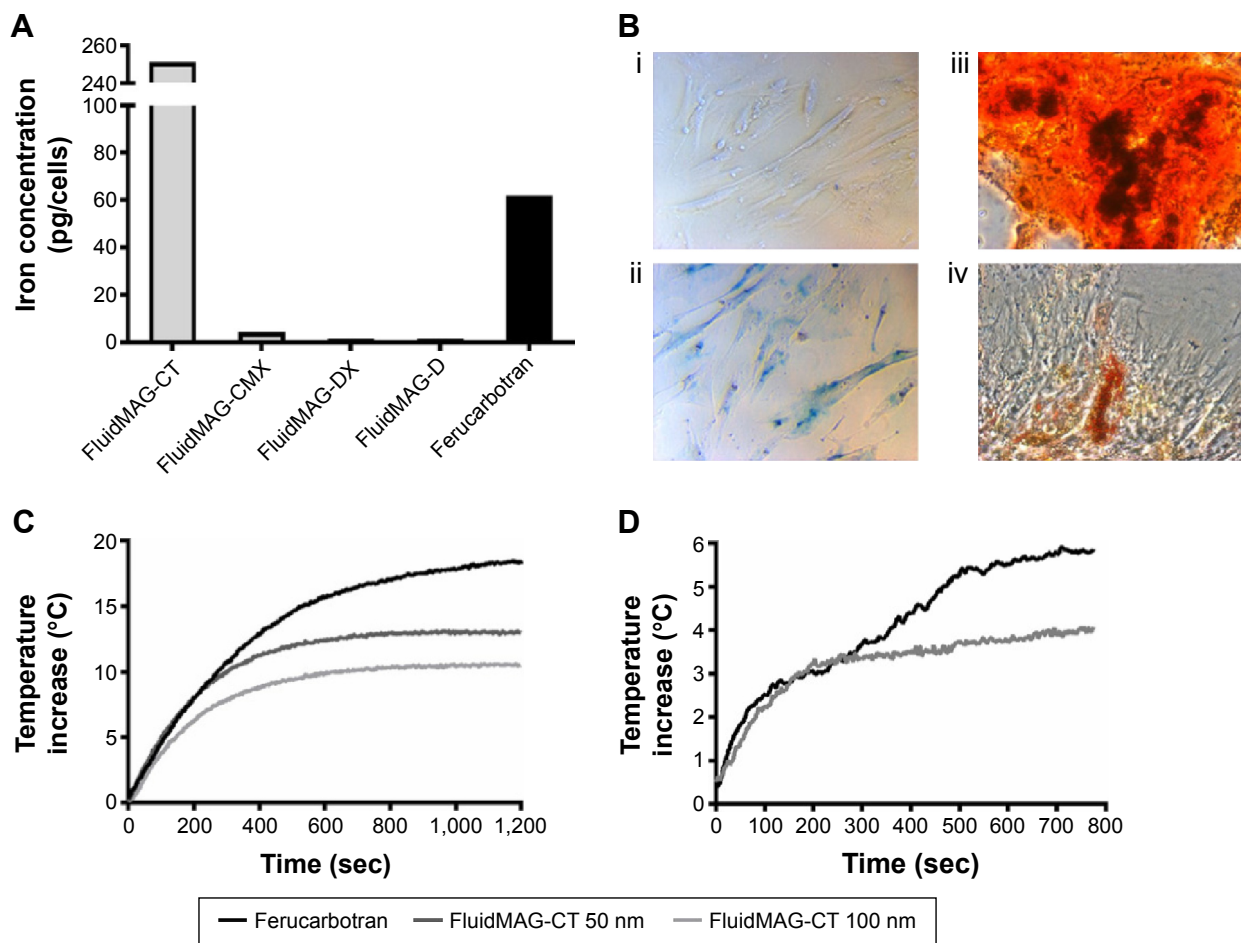 A
Iron concentration
(pg/cells)
260
240
100
80
60
40
20
0
FluidMAG-CT
FluidMAG-CMX
FluidMAG-DX
FluidMAG-D
Ferucarbotran
B
i
ii
iii
iv
C
Temperature
increase (°C)
20
15
10
5
0
0 200 400 600 800 1,000 1,200
Time (sec)
D
Temperature
increase (°C)
6
5
4
3
2
1
0
0 100 200 300 400 500 600 700 800
Time (sec)
Ferucarbotran FluidMAG-CT 50 nm FluidMAG-CT 100 nm